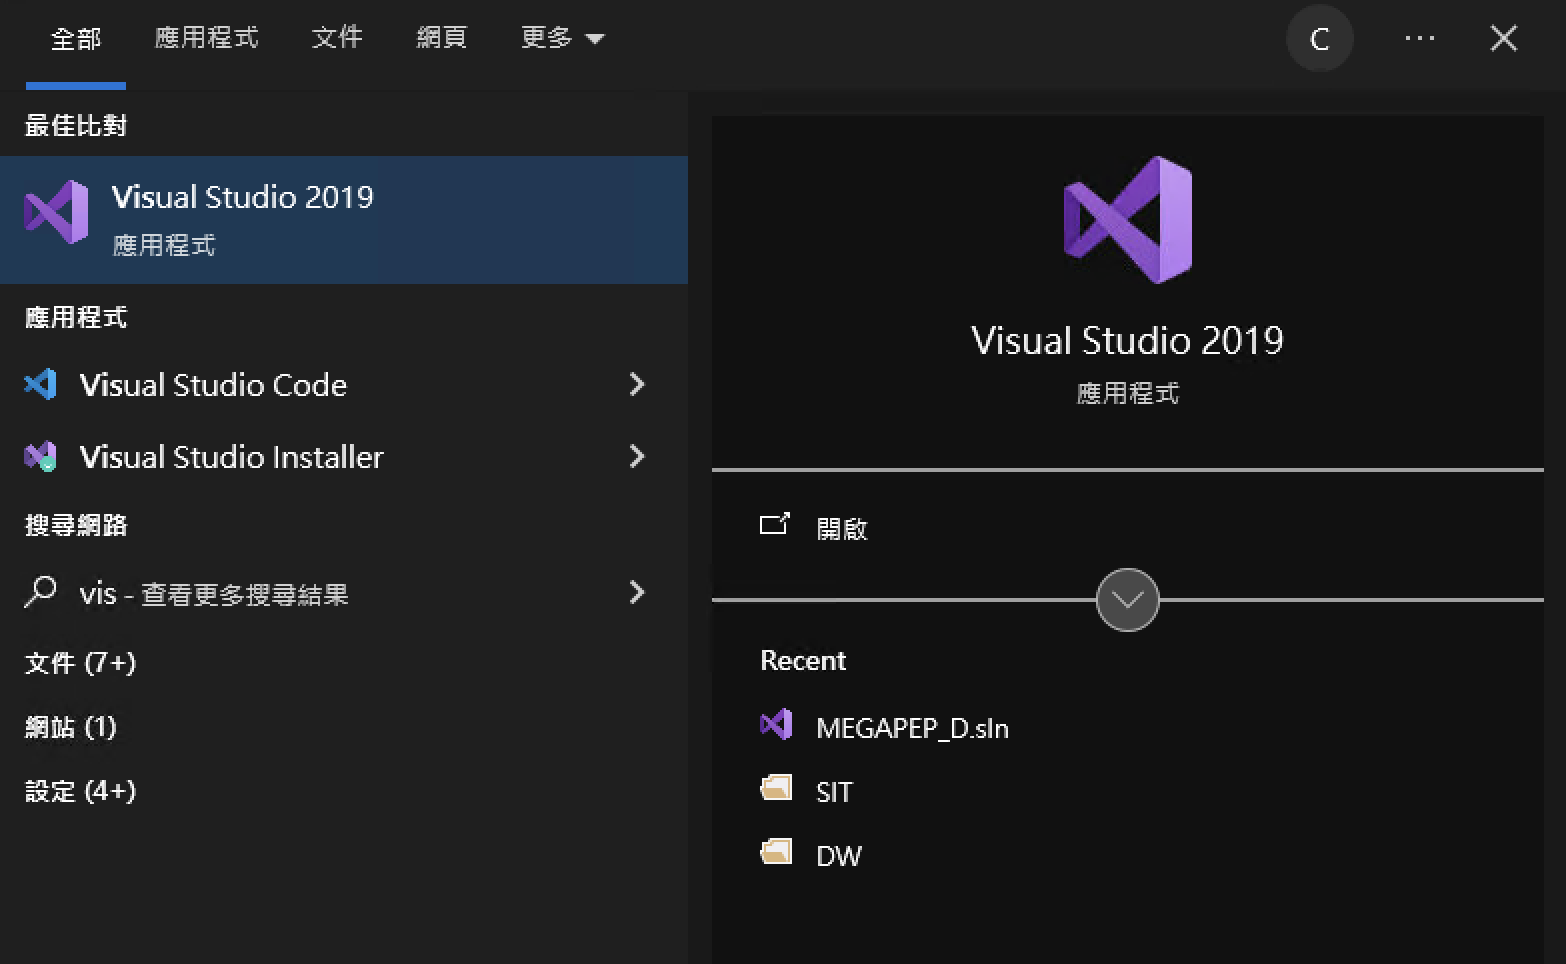 全部 應用程式 文件 網頁 更多 C ...
最佳比對
Visual Studio 2019
應用程式
應用程式
Visual Studio Code
Visual Studio Installer
搜尋網路
vis - 查看更多搜尋結果
文件 (7+)
網站 (1)
設定 (4+)
Visual Studio 2019
應用程式
開啟
Recent
MEGAPEP_D.sln
SIT
DW